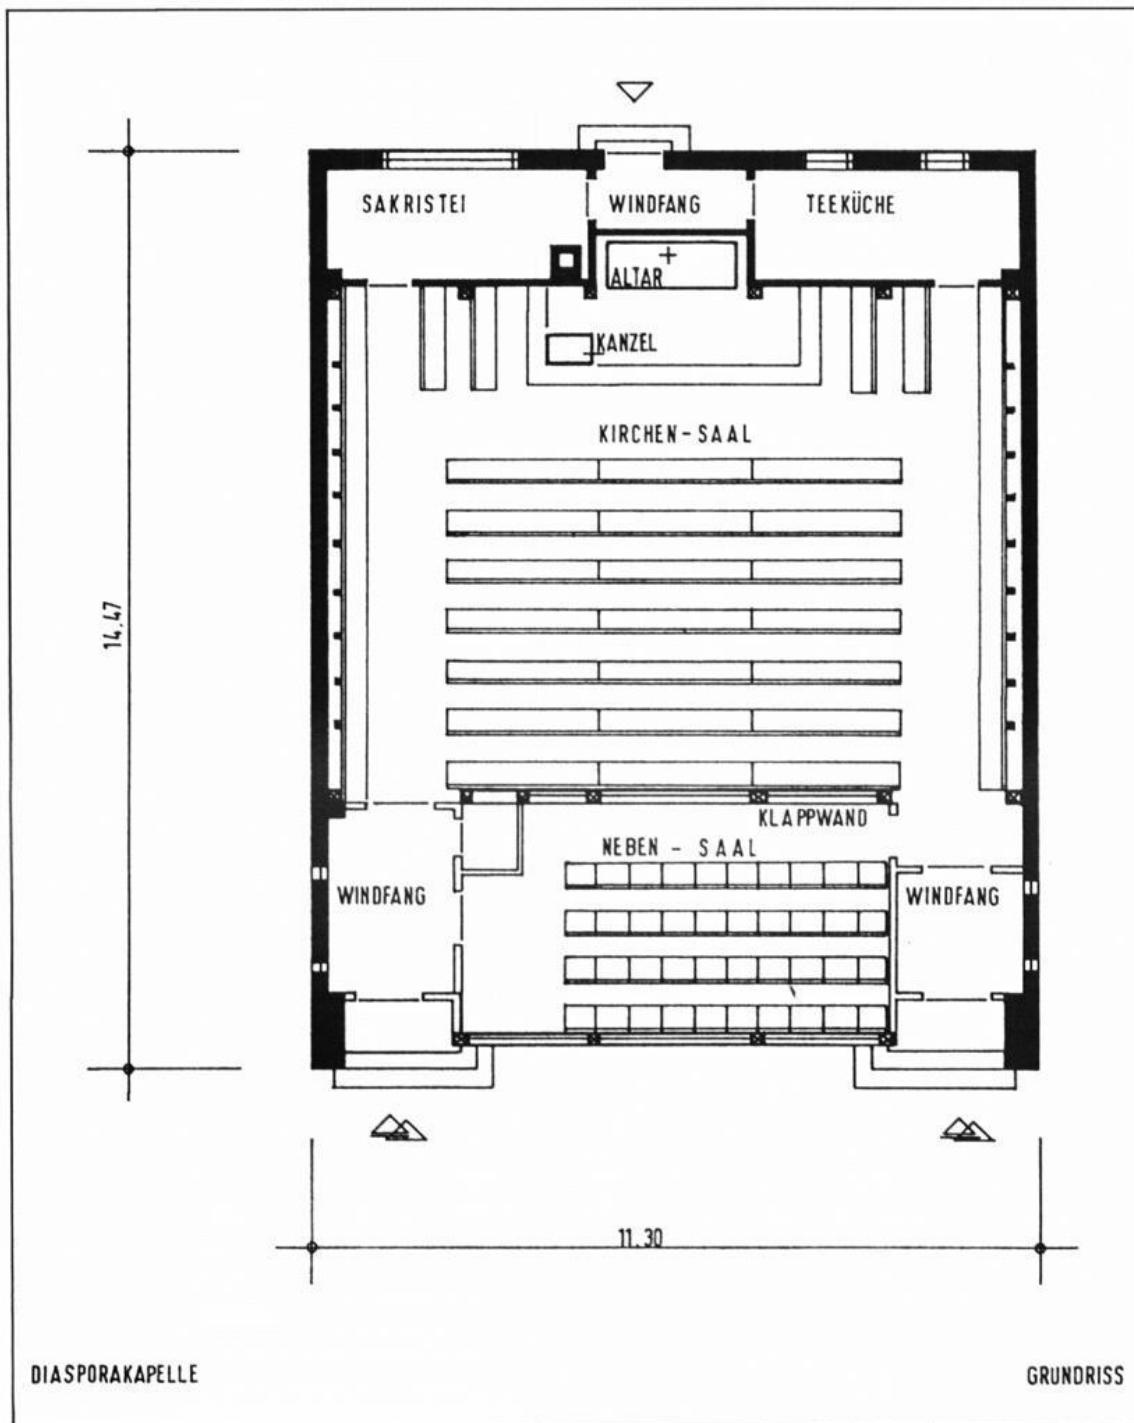 SAKRISTEI
WINDFANG
TEEKÜCHE
ALTAR
KANZEL
KIRCHEN-SAAL
14.47
KLAPPWAND
NEBEN - SAAL
WINDFANG
WINDFANG
11.30
DIASPORAKAPELLE
GRUNDRISS